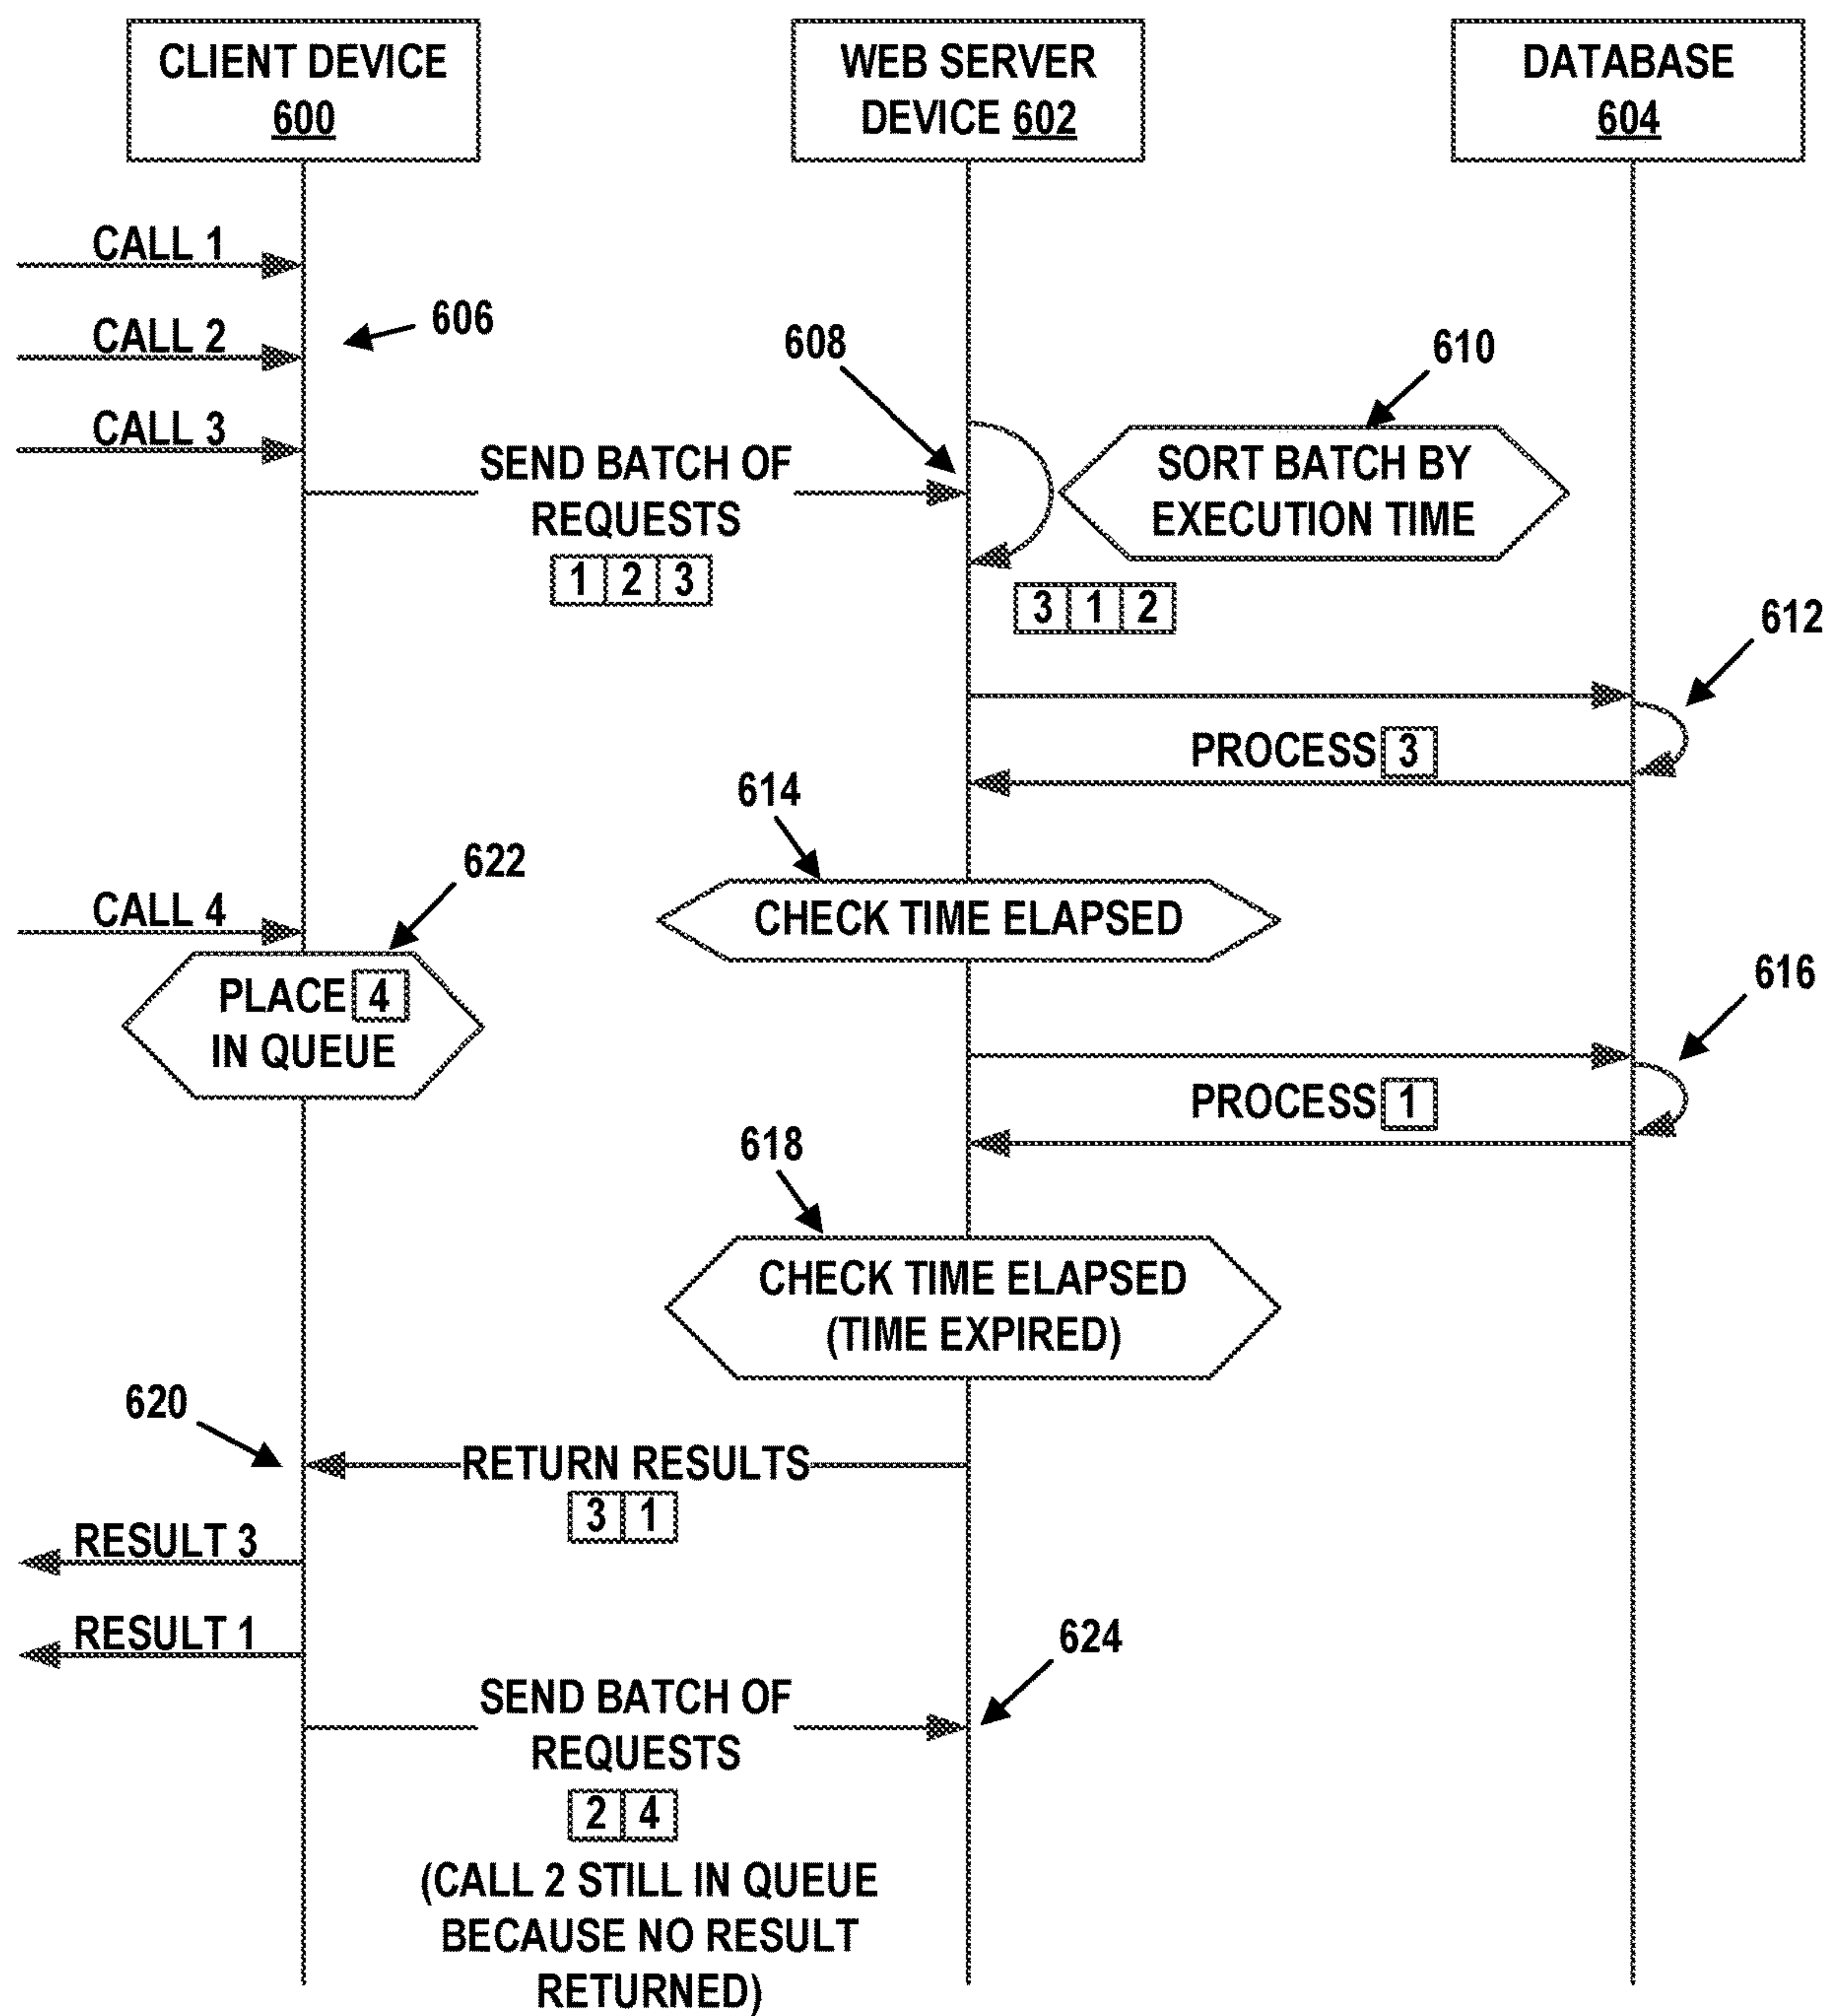 CLIENT DEVICE
600
WEB SERVER
DEVICE 602
DATABASE
604
CALL 1
606
CALL 2
608
610
CALL 3
SEND BATCH OF
REQUESTS
1 2 3
SORT BATCH BY
EXECUTION TIME
3 1 2
612
PROCESS 3
614
622
CALL 4
CHECK TIME ELAPSED
PLACE 4
IN QUEUE
616
PROCESS 1
618
CHECK TIME ELAPSED
(TIME EXPIRED)
620
RETURN RESULTS
3 1
RESULT 3
RESULT 1
624
SEND BATCH OF
REQUESTS
2 4
(CALL 2 STILL IN QUEUE
BECAUSE NO RESULT
RETURNED)